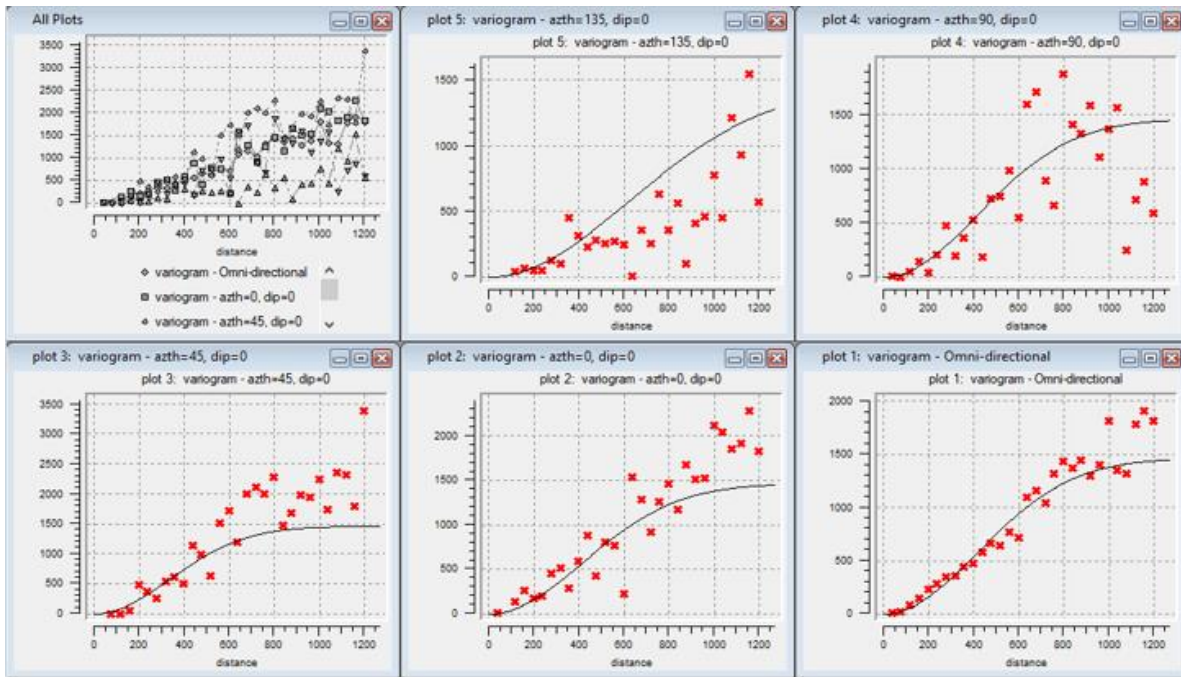 All Plots
3500
3000
2500
2000
1500
1000
500
0
0 200 400 600 800 1000 1200
distance
variogram - Omni-directional
variogram - azth=0, dip=0
variogram - azth=45, dip=0
plot 5: variogram - azth=135, dip=0
plot 5: variogram - azth=135, dip=0
1500
1000
500
0
0 200 400 600 800 1000 1200
distance
plot 4: variogram - azth=90, dip=0
plot 4: variogram - azth=90, dip=0
1500
1000
500
0
0 200 400 600 800 1000 1200
distance
plot 3: variogram - azth=45, dip=0
plot 3: variogram - azth=45, dip=0
3500
3000
2500
2000
1500
1000
500
0
0 200 400 600 800 1000 1200
distance
plot 2: variogram - azth=0, dip=0
plot 2: variogram - azth=0, dip=0
2000
1500
1000
500
0
0 200 400 600 800 1000 1200
distance
plot 1: variogram - Omni-directional
plot 1: variogram - Omni-directional
2000
1500
1000
500
0
0 200 400 600 800 1000 1200
distance